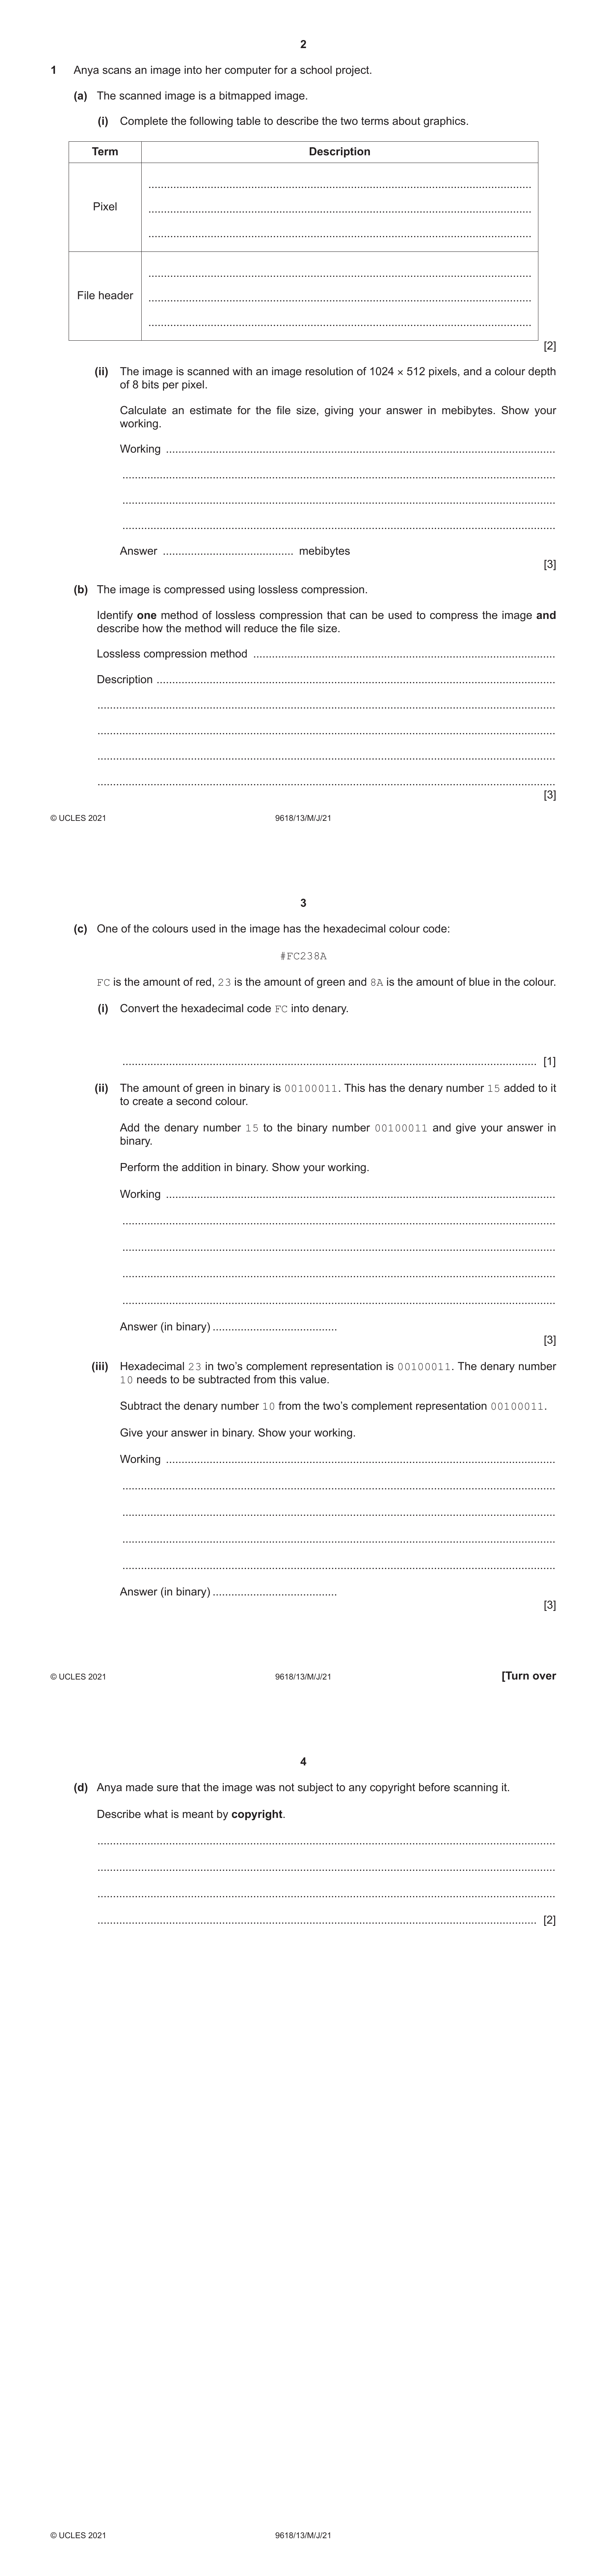 2
1 Anya scans an image into her computer for a school project.
(a) The scanned image is a bitmapped image.
(i) Complete the following table to describe the two terms about graphics.
Term Description
Pixel
..........................................................................................................................
..........................................................................................................................
..........................................................................................................................
File header
..........................................................................................................................
..........................................................................................................................
..........................................................................................................................
[2]
(ii) The image is scanned with an image resolution of 1024 × 512 pixels, and a colour depth
of 8 bits per pixel.
Calculate an estimate for the file size, giving your answer in mebibytes. Show your
working.
Working ............................................................................................................................
..........................................................................................................................................
..........................................................................................................................................
..........................................................................................................................................
Answer .......................................... mebibytes
[3]
(b) The image is compressed using lossless compression.
Identify one method of lossless compression that can be used to compress the image and
describe how the method will reduce the file size.
Lossless compression method ................................................................................................
Description ...............................................................................................................................
..................................................................................................................................................
..................................................................................................................................................
..................................................................................................................................................
..................................................................................................................................................
[3]
© UCLES 2021 9618/13/M/J/21
3
(c) One of the colours used in the image has the hexadecimal colour code:
#FC238A
FC is the amount of red, 23 is the amount of green and 8A is the amount of blue in the colour.
(i) Convert the hexadecimal code FC into denary.
.................................................................................................................................... [1]
(ii) The amount of green in binary is 00100011. This has the denary number 15 added to it
to create a second colour.
Add the denary number 15 to the binary number 00100011 and give your answer in
binary.
Perform the addition in binary. Show your working.
Working ............................................................................................................................
..........................................................................................................................................
..........................................................................................................................................
..........................................................................................................................................
..........................................................................................................................................
Answer (in binary) ........................................
[3]
(iii) Hexadecimal 23 in two's complement representation is 00100011. The denary number
10 needs to be subtracted from this value.
Subtract the denary number 10 from the two's complement representation 00100011.
Give your answer in binary. Show your working.
Working ............................................................................................................................
..........................................................................................................................................
..........................................................................................................................................
..........................................................................................................................................
..........................................................................................................................................
Answer (in binary) ........................................
[3]
© UCLES 2021 9618/13/M/J/21 [Turn over
4
(d) Anya made sure that the image was not subject to any copyright before scanning it.
Describe what is meant by copyright.
..................................................................................................................................................
..................................................................................................................................................
..................................................................................................................................................
............................................................................................................................................ [2]
© UCLES 2021 9618/13/M/J/21